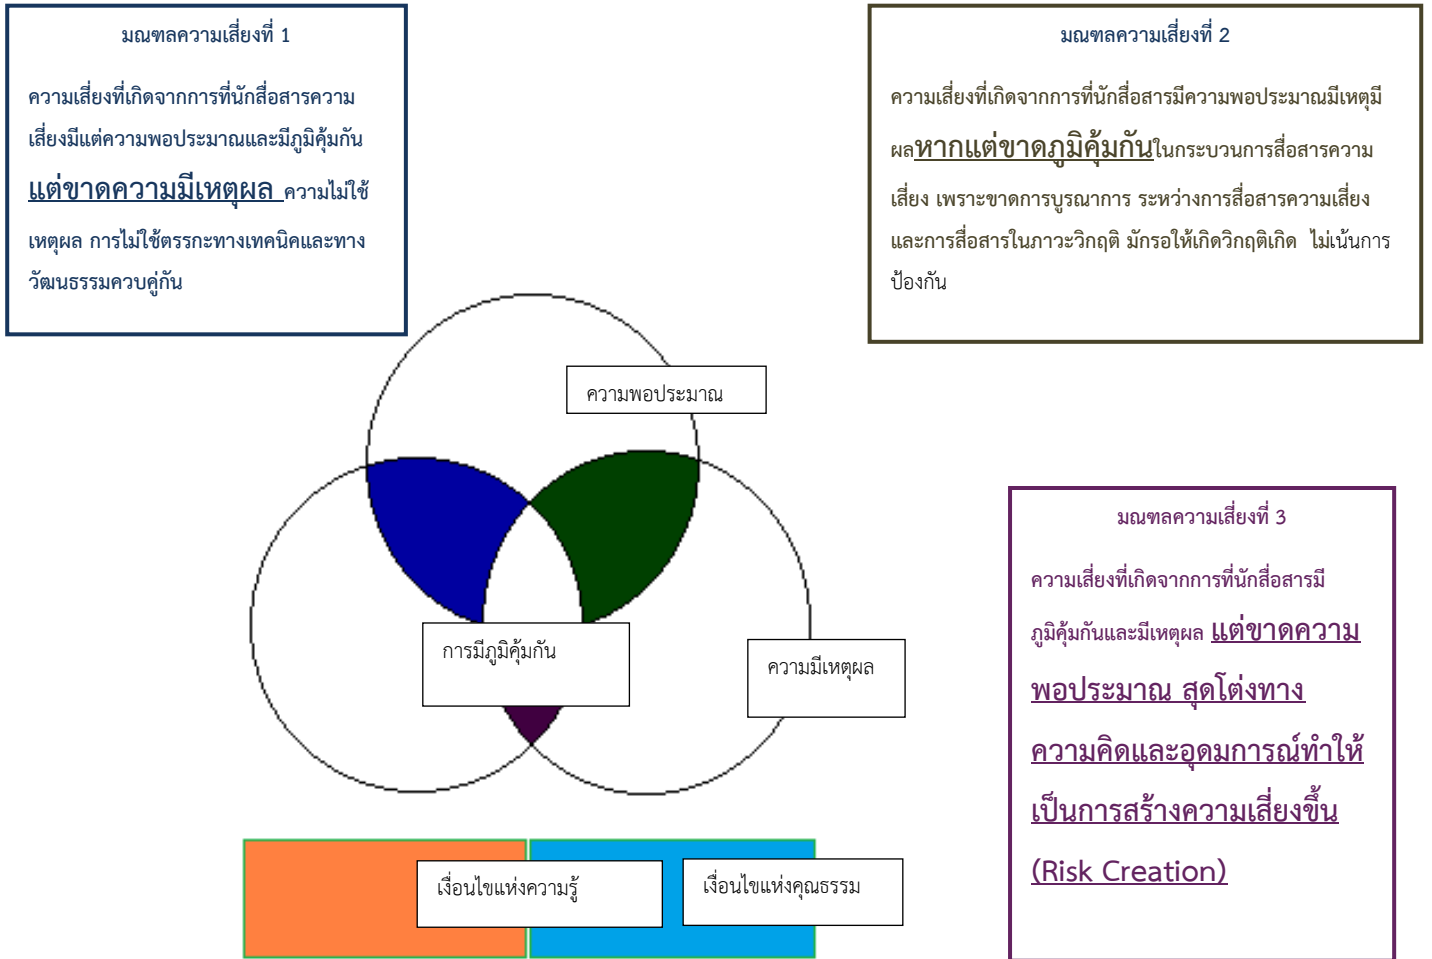 มณฑลความเสี่ยงที่ 1
ความเสี่ยงที่เกิดจากการที่นักสื่อสารความ
เสี่ยงมีแต่ความพอประมาณและมีภูมิคุ้มกัน
แต่ขาดความมีเหตุผล ความไม่ใช้
เหตุผล การไม่ใช้ตรรกะทางเทคนิคและทาง
วัฒนธรรมควบคู่กัน
มณฑลความเสี่ยงที่ 2
ความเสี่ยงที่เกิดจากการที่นักสื่อสารมีความพอประมาณมีเหตุมี
ผลหากแต่ขาดภูมิคุ้มกันในกระบวนการสื่อสารความ
เสี่ยง เพราะขาดการบูรณาการ ระหว่างการสื่อสารความเสี่ยง
และการสื่อสารในภาวะวิกฤติ มักรอให้เกิดวิกฤติเกิด ไม่เน้นการ
ป้องกัน
ความพอประมาณ
การมีภูมิคุ้มกัน
ความมีเหตุผล
มณฑลความเสี่ยงที่ 3
ความเสี่ยงที่เกิดจากการที่นักสื่อสารมี
ภูมิคุ้มกันและมีเหตุผล แต่ขาดความ
พอประมาณ สุดโต่งทาง
ความคิดและอุดมการณ์ทำให้
เป็นการสร้างความเสี่ยงขึ้น
(Risk Creation)
เงื่อนไขแห่งความรู้
เงื่อนไขแห่งคุณธรรม